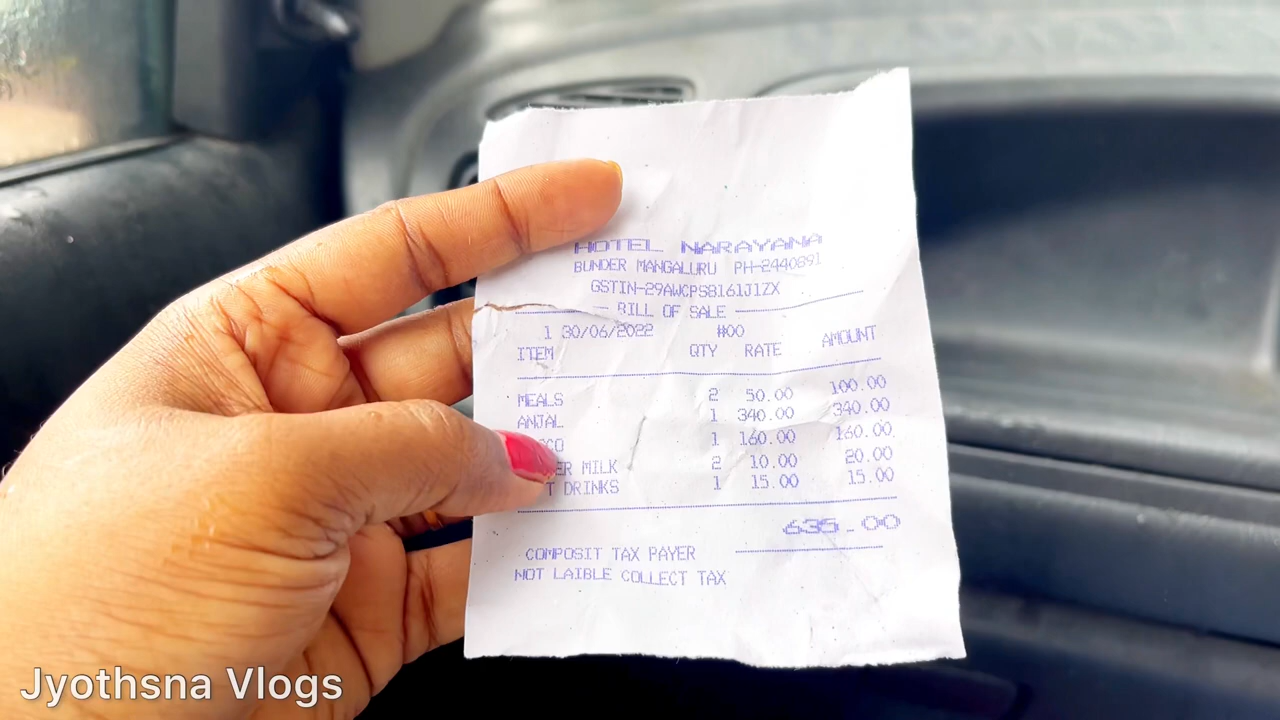 HOTEL NARAYANA
BUNDER MANGALURU PH-2440891
GSTIN-29AWCPS8161J1ZX
BILL OF SALE
1 30/06/2022 #00
ITEM QTY RATE AMOUNT
MEALS 2 50.00 100.00
ANJAL 1 340.00 340.00
1 160.00 160.00
MILK 2 10.00 20.00
DRINKS 1 15.00 15.00
635.00
COMPOSIT TAX PAYER
NOT LAIBLE COLLECT TAX
Jyothsna Vlogs